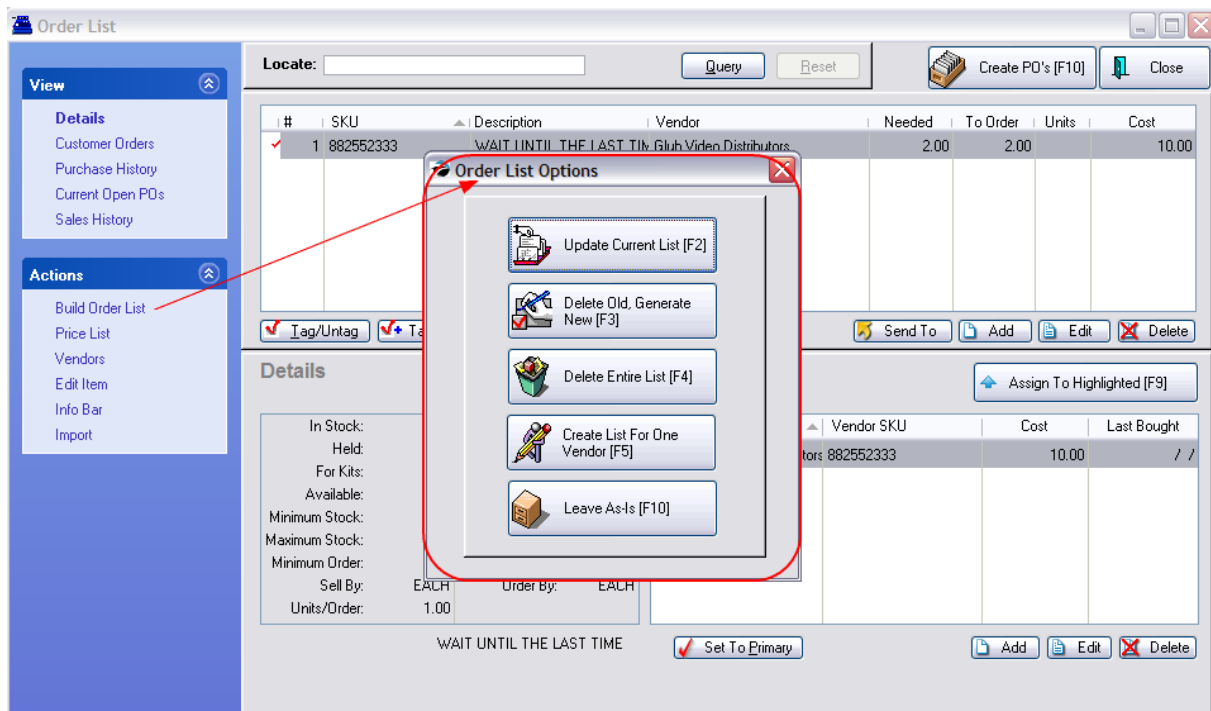 Order List
Locate:
Query
Reset
Create PO's [F10]
Close
View
Details
Customer Orders
Purchase History
Current Open POs
Sales History
# SKU Description Vendor Needed To Order Units Cost
1 882552333 WAIT UNTIL THE LAST Glub Video Distributors 2.00 2.00 10.00
Order List Options
Update Current List [F2]
Delete Old, Generate
New [F3]
Delete Entire List [F4]
Create List For One
Vendor [F5]
Leave As-Is [F10]
Actions
Build Order List
Price List
Vendors
Edit Item
Info Bar
Import
Tag/Untag
Send To
Add
Edit
Delete
Details
Assign To Highlighted [F9]
In Stock:
Held:
For Kits:
Available:
Minimum Stock:
Maximum Stock:
Minimum Order:
Sell By: EACH Order By: EACH
Units/Order: 1.00
Vendor SKU Cost Last Bought
tors 882552333 10.00 / /
WAIT UNTIL THE LAST TIME
Set To Primary
Add
Edit
Delete